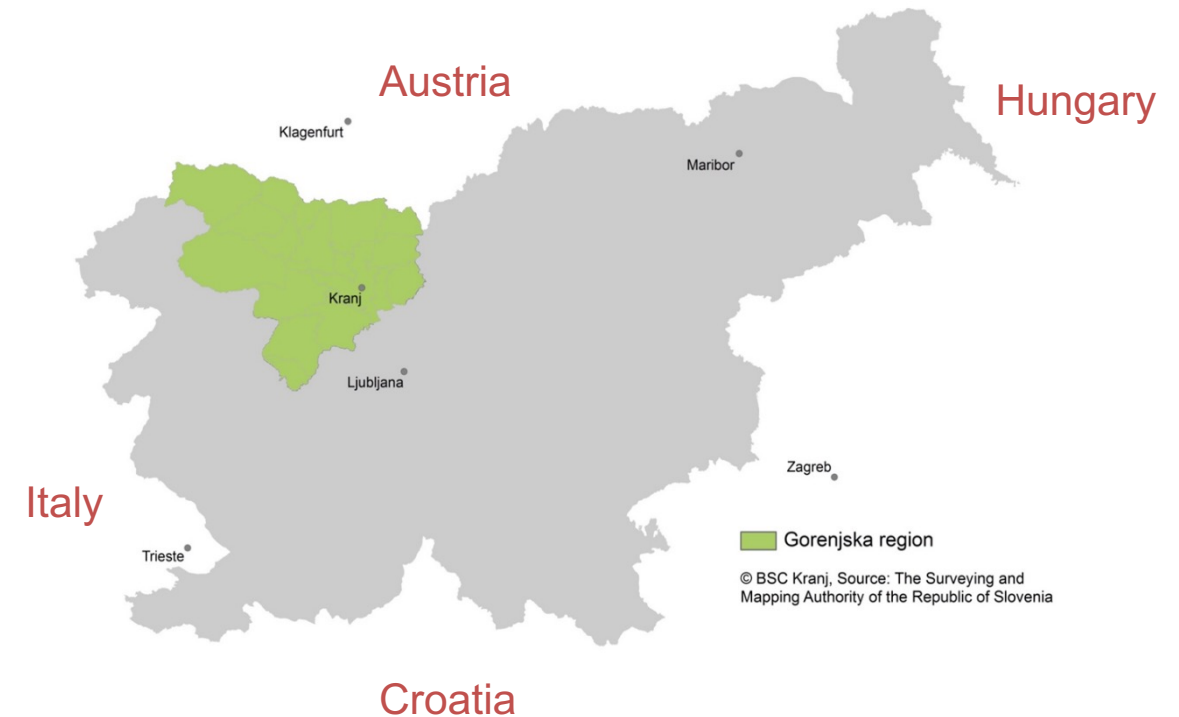 Austria
Hungary
Klagenfurt
Maribor
Kranj
Ljubljana
Zagreb
Italy
Trieste
Gorenjska region
© BSC Kranj, Source: The Surveying and
Mapping Authority of the Republic of Slovenia
Croatia